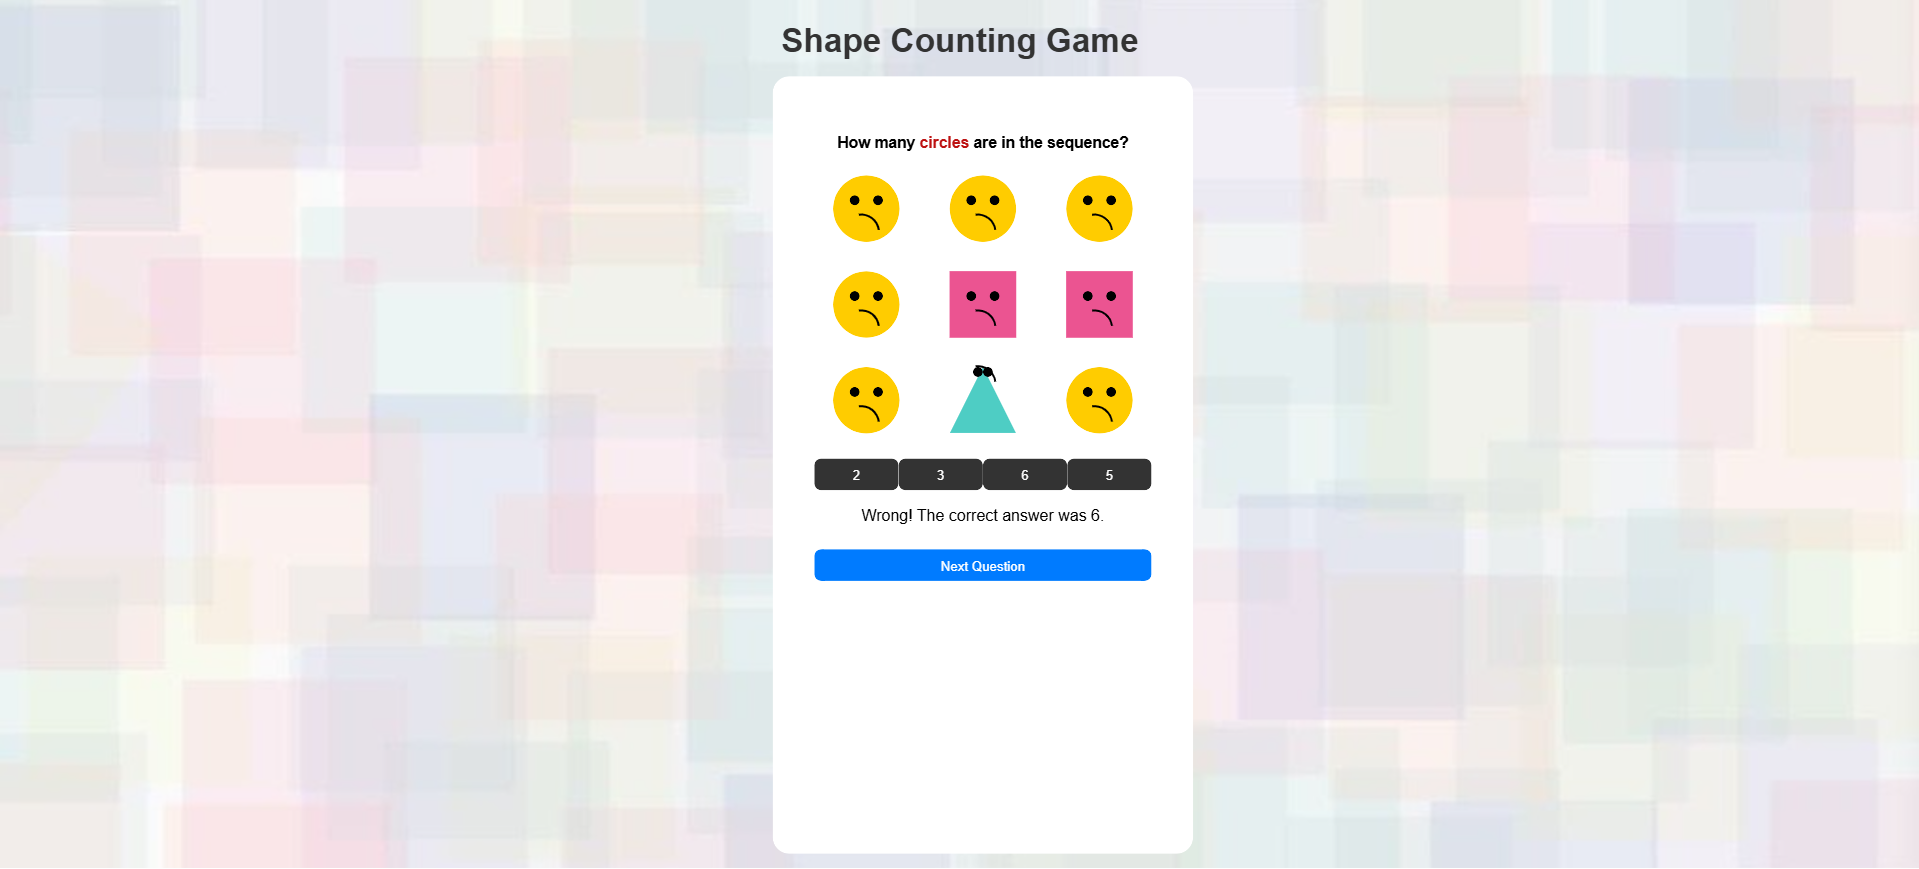 Shape Counting Game
How many circles are in the sequence?
2 3 6 5
Wrong! The correct answer was 6.
Next Question